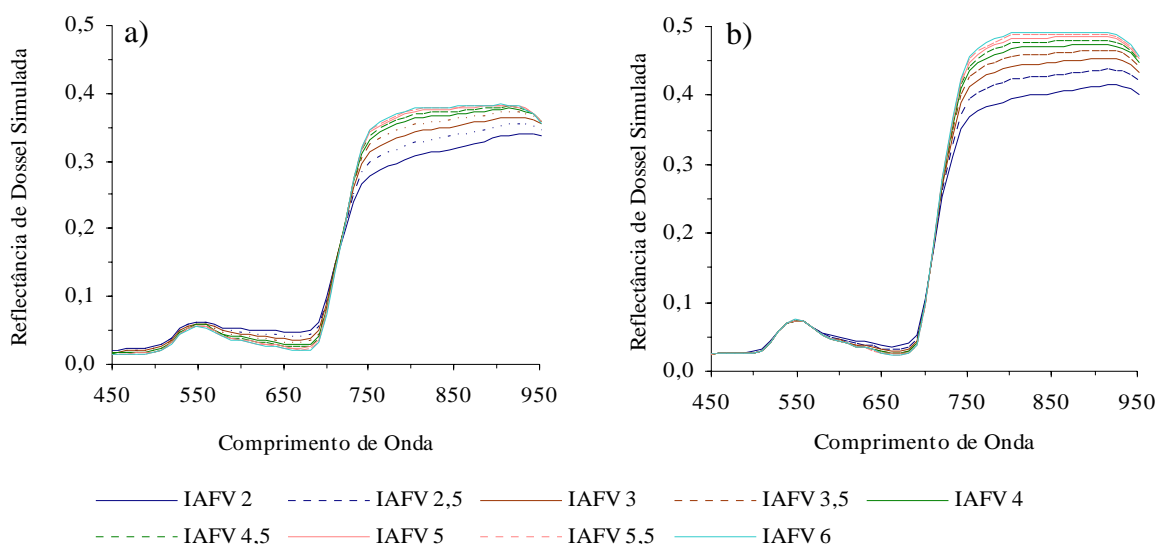 a)
Reflectância de Dossel Simulada
0,5
0,4
0,3
0,2
0,1
0,0
450 550 650 750 850 950
Comprimento de Onda
b)
Reflectância de Dossel Simulada
0,5
0,4
0,3
0,2
0,1
0,0
450 550 650 750 850 950
Comprimento de Onda
IAFV 2 IAFV 2,5 IAFV 3 IAFV 3,5 IAFV 4
IAFV 4,5 IAFV 5 IAFV 5,5 IAFV 6